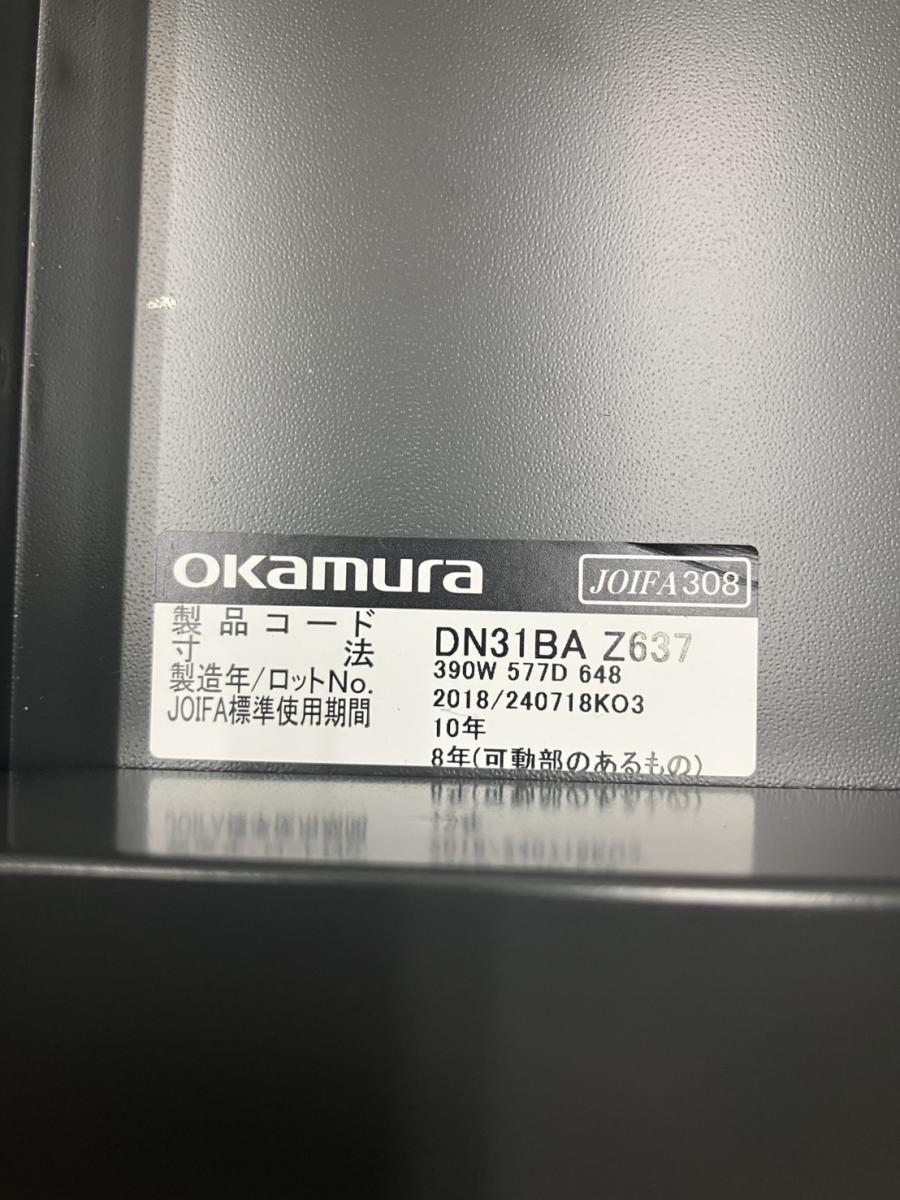 okamura
JOIFA308
製品コード DN31BA Z637
寸法 390W 577D 648
製造年/ロットNo. 2018/240718KO3
JOIFA標準使用期間 10年
8年(可動部のあるもの)